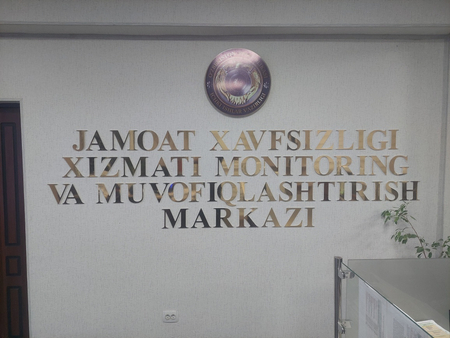 JAMOAT XAVFSIZLIGI
XIZMATI MONITORING
VA MUVOFIQLASHTIRISH
MARKAZI